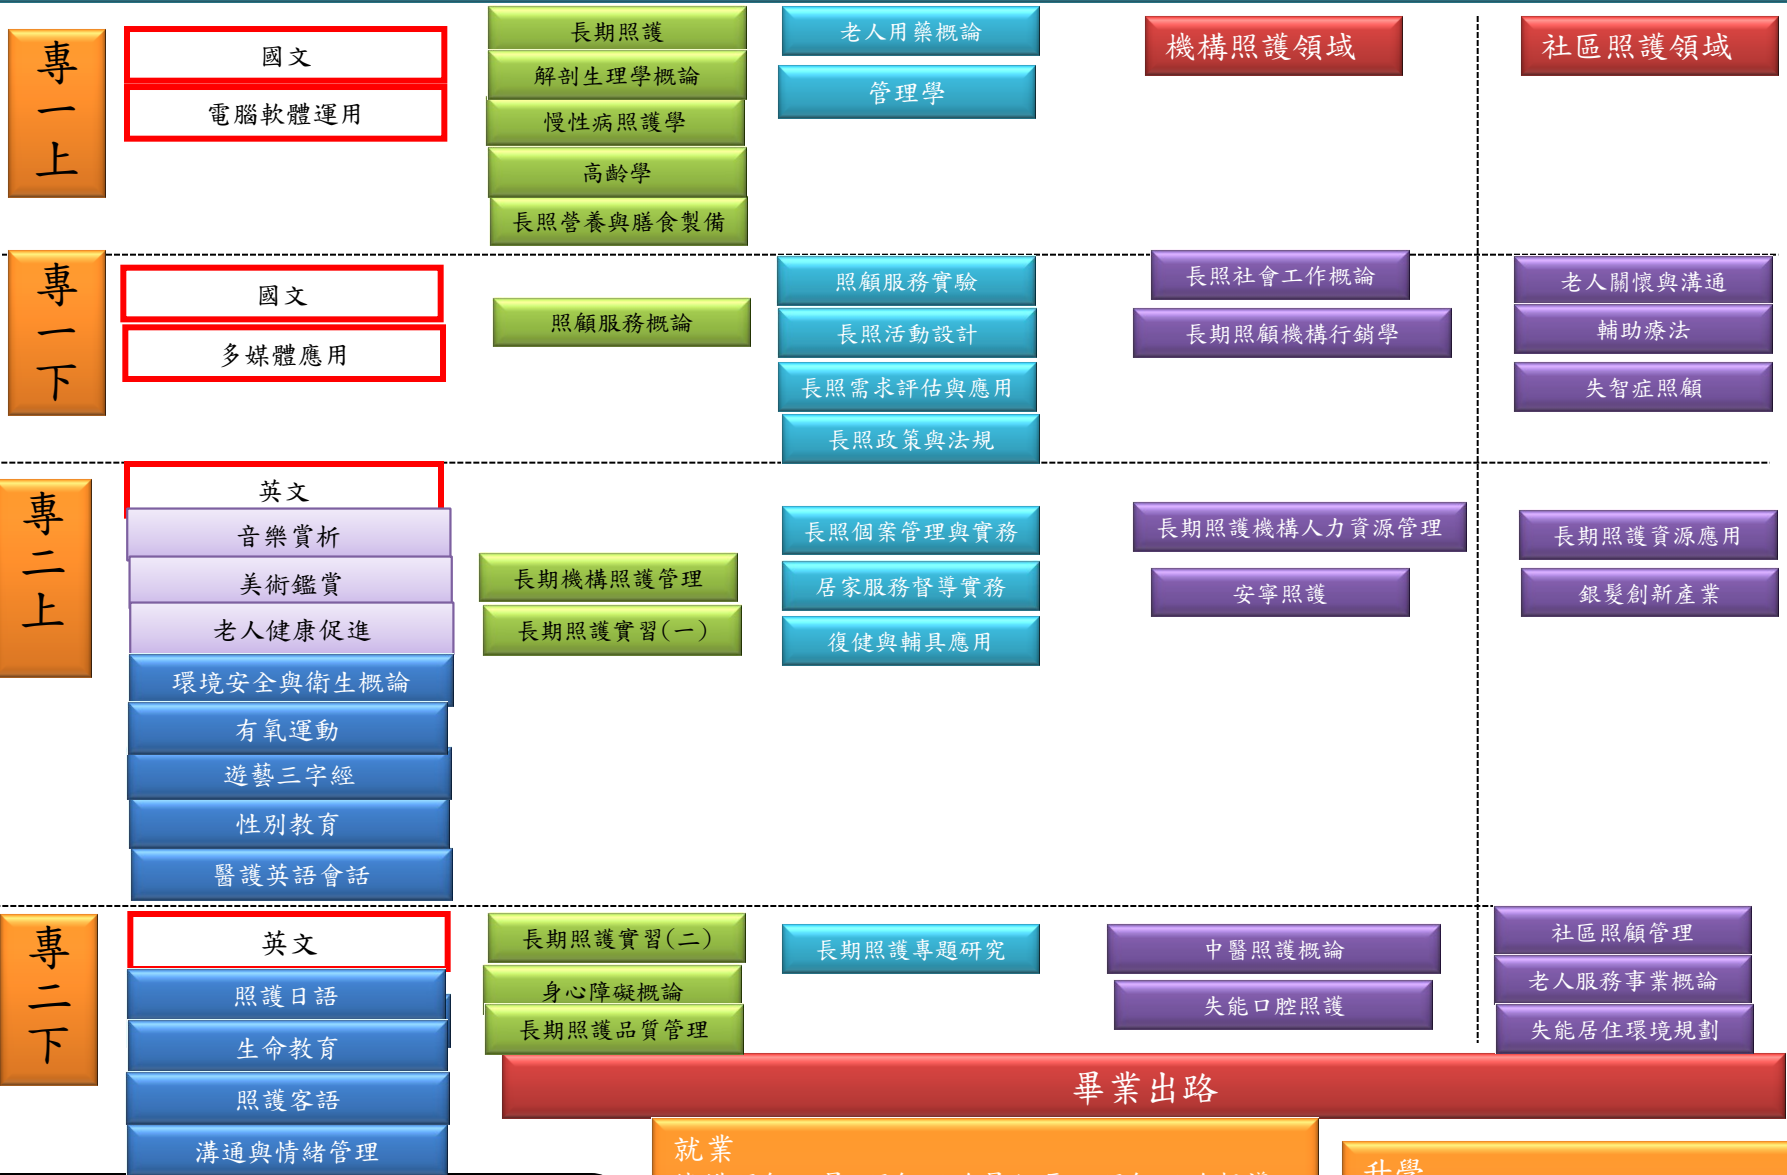 專一上
國文
電腦軟體運用
長期照護
解剖生理學概論
慢性病照護學
高齡學
長照營養與膳食製備
老人用藥概論
管理學
機構照護領域
社區照護領域
專一下
國文
多媒體應用
照顧服務概論
照顧服務實驗
長照活動設計
長照需求評估與應用
長照政策與法規
長照社會工作概論
長期照顧機構行銷學
老人關懷與溝通
輔助療法
失智症照顧
專二上
英文
音樂賞析
美術鑑賞
老人健康促進
環境安全與衛生概論
有氧運動
遊藝三字經
性別教育
醫護英語會話
長期機構照護管理
長期照護實習(一)
長照個案管理與實務
居家服務督導實務
復健與輔具應用
長期照護機構人力資源管理
安寧照護
長期照護資源應用
銀髮創新產業
專二下
英文
照護日語
生命教育
照護客語
溝通與情緒管理
長期照護實習(二)
身心障礙概論
長期照護品質管理
長期照護專題研究
中醫照護概論
失能口腔照護
社區照顧管理
老人服務事業概論
失能居住環境規劃
畢業出路
就業
升學